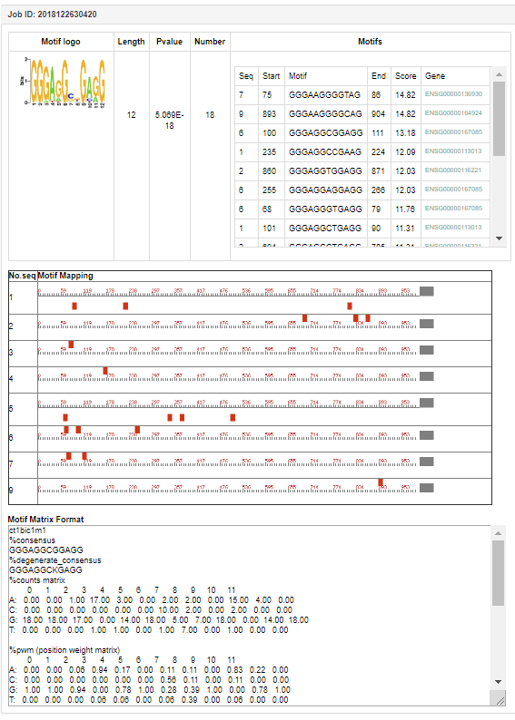 Job ID: 2018122630420
Motif logo Length Pvalue Number Motifs
12 5.069E-18 18
Seq Start Motif End Score Gene
7 75 GGGAAGGGGTAG 86 14.82 ENSG00000136930
9 893 GGGAAGGGGCAG 904 14.82 ENSG00000164924
6 100 GGGAGGCGGAGG 111 13.18 ENSG00000167085
1 235 GGGAGGCCGAAG 224 12.09 ENSG00000113013
2 860 GGGAGGTGGAGG 871 12.03 ENSG00000116221
6 255 GGGAGGAGGAGG 266 12.03 ENSG00000167085
6 68 GGGAGGGTGAGG 79 11.76 ENSG00000167085
1 101 GGGAGGCTGAGG 90 11.31 ENSG00000113013
No.seq Motif Mapping
1
2
3
4
5
6
7
9
Motif Matrix Format
ct1bic1m1
%consensus
GGGAGGCGGAGG
%degenerate_consensus
GGGAGGCKGAGG
%counts matrix
0 1 2 3 4 5 6 7 8 9 10 11
A: 0.00 0.00 1.00 17.00 3.00 0.00 2.00 2.00 0.00 15.00 4.00 0.00
C: 0.00 0.00 0.00 0.00 0.00 0.00 10.00 2.00 0.00 2.00 0.00 0.00
G: 18.00 18.00 17.00 0.00 14.00 18.00 5.00 7.00 18.00 0.00 14.00 18.00
T: 0.00 0.00 0.00 1.00 1.00 0.00 1.00 7.00 0.00 1.00 0.00 0.00
%pwm (position weight matrix)
0 1 2 3 4 5 6 7 8 9 10 11
A: 0.00 0.00 0.06 0.94 0.17 0.00 0.11 0.11 0.00 0.83 0.22 0.00
C: 0.00 0.00 0.00 0.00 0.00 0.00 0.56 0.11 0.00 0.11 0.00 0.00
G: 1.00 1.00 0.94 0.00 0.78 1.00 0.28 0.39 1.00 0.00 0.78 1.00
T: 0.00 0.00 0.00 0.06 0.06 0.00 0.06 0.39 0.00 0.06 0.00 0.00